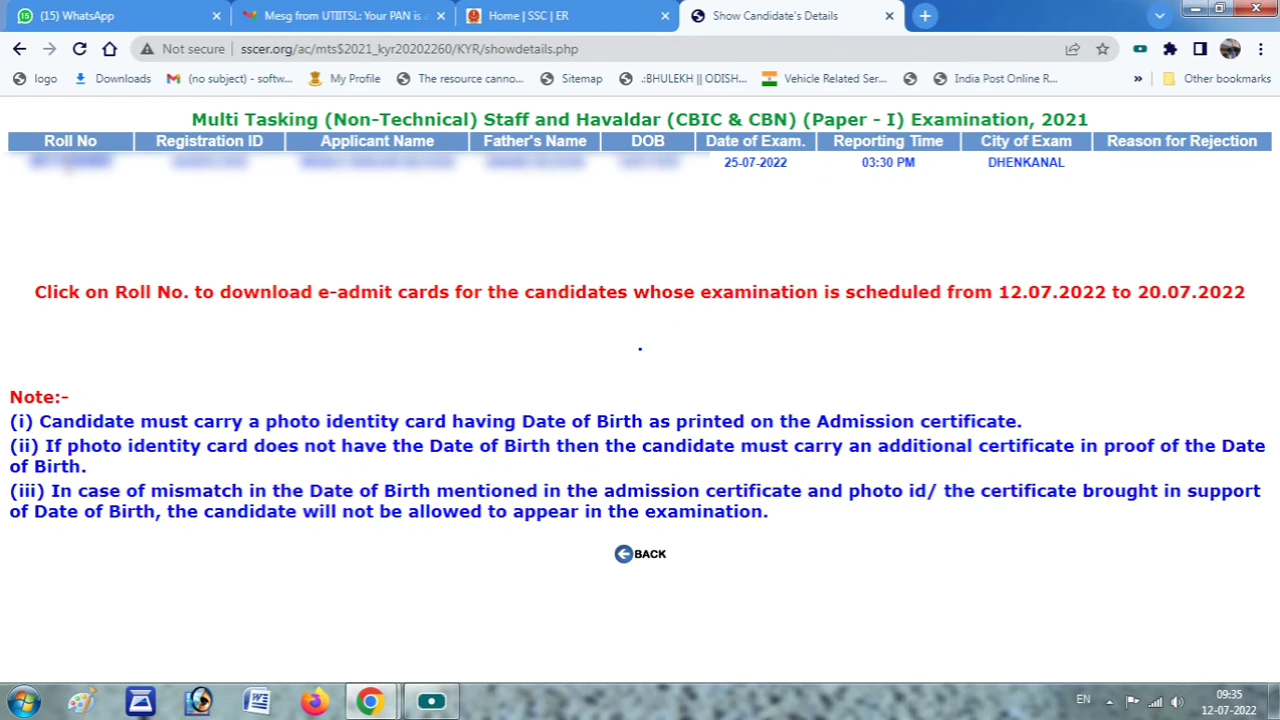 (15) WhatsApp
Mesg from UTIITSL: Your PAN is a
Home | SSC | ER
Show Candidate's Details
Not secure | sscer.org/ac/mts$2021_kyr20202260/KYR/showdetails.php
logo
Downloads
(no subject) - softw...
My Profile
The resource canno...
Sitemap
.:BHULEKH || ODISH...
Vehicle Related Ser...
India Post Online R...
»
Other bookmarks
Multi Tasking (Non-Technical) Staff and Havaldar (CBIC & CBN) (Paper - I) Examination, 2021
Roll No Registration ID Applicant Name Father's Name DOB Date of Exam. Reporting Time City of Exam Reason for Rejection
25-07-2022 03:30 PM DHENKANAL
Click on Roll No. to download e-admit cards for the candidates whose examination is scheduled from 12.07.2022 to 20.07.2022
.
Note:-
(i) Candidate must carry a photo identity card having Date of Birth as printed on the Admission certificate.
(ii) If photo identity card does not have the Date of Birth then the candidate must carry an additional certificate in proof of the Date
of Birth.
(iii) In case of mismatch in the Date of Birth mentioned in the admission certificate and photo id/ the certificate brought in support
of Date of Birth, the candidate will not be allowed to appear in the examination.
BACK
EN
09:35
12-07-2022